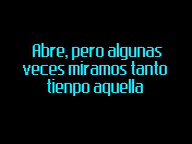 Abre, pero algunas
veces miramos tanto
tienpo aquella